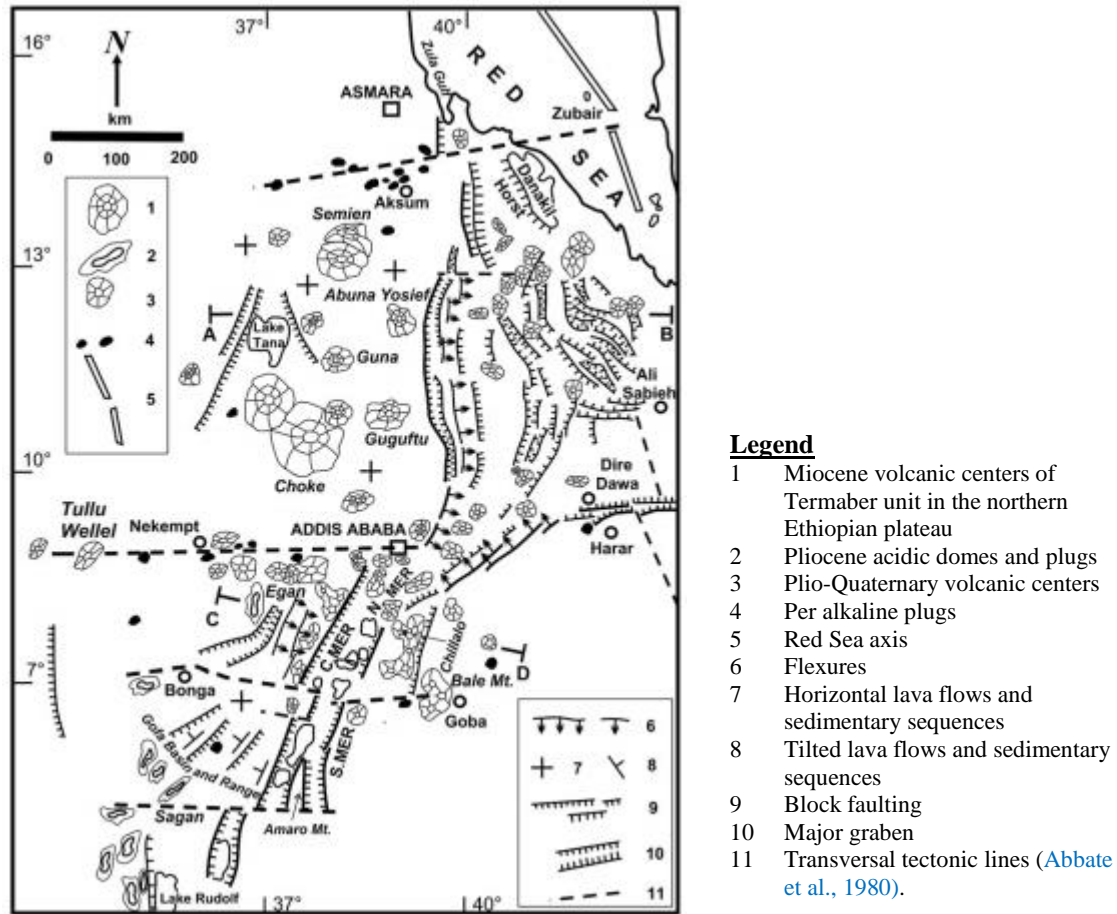 37°
40°
16°
N
Zula Gulf
RED
SEA
ASMARA
Zubair
km
0 100 200
Aksum
Danakil
Horst
1
2
3
4
5
Semien
13°
Abuna Yosief
A
B
Lake
Tana
Guna
Ali
Sabieh
Guguftu
10°
Choke
Dire
Dawa
Tullu
Wellel
Nekempt
ADDIS ABABA
Harar
Egan
N MER
C
C.MER
Chillalo
D
7°
Bonga
Bale Mt.
Goba
Gofa Basin and Range
S.MER
6
7
8
9
10
11
Sagan
Amaro Mt.
Lake Rudolf
37°
40°
Legend
1 Miocene volcanic centers of
Termaber unit in the northern
Ethiopian plateau
2 Pliocene acidic domes and plugs
3 Plio-Quaternary volcanic centers
4 Per alkaline plugs
5 Red Sea axis
6 Flexures
7 Horizontal lava flows and
sedimentary sequences
8 Tilted lava flows and sedimentary
sequences
9 Block faulting
10 Major graben
11 Transversal tectonic lines (Abbate
et al., 1980).